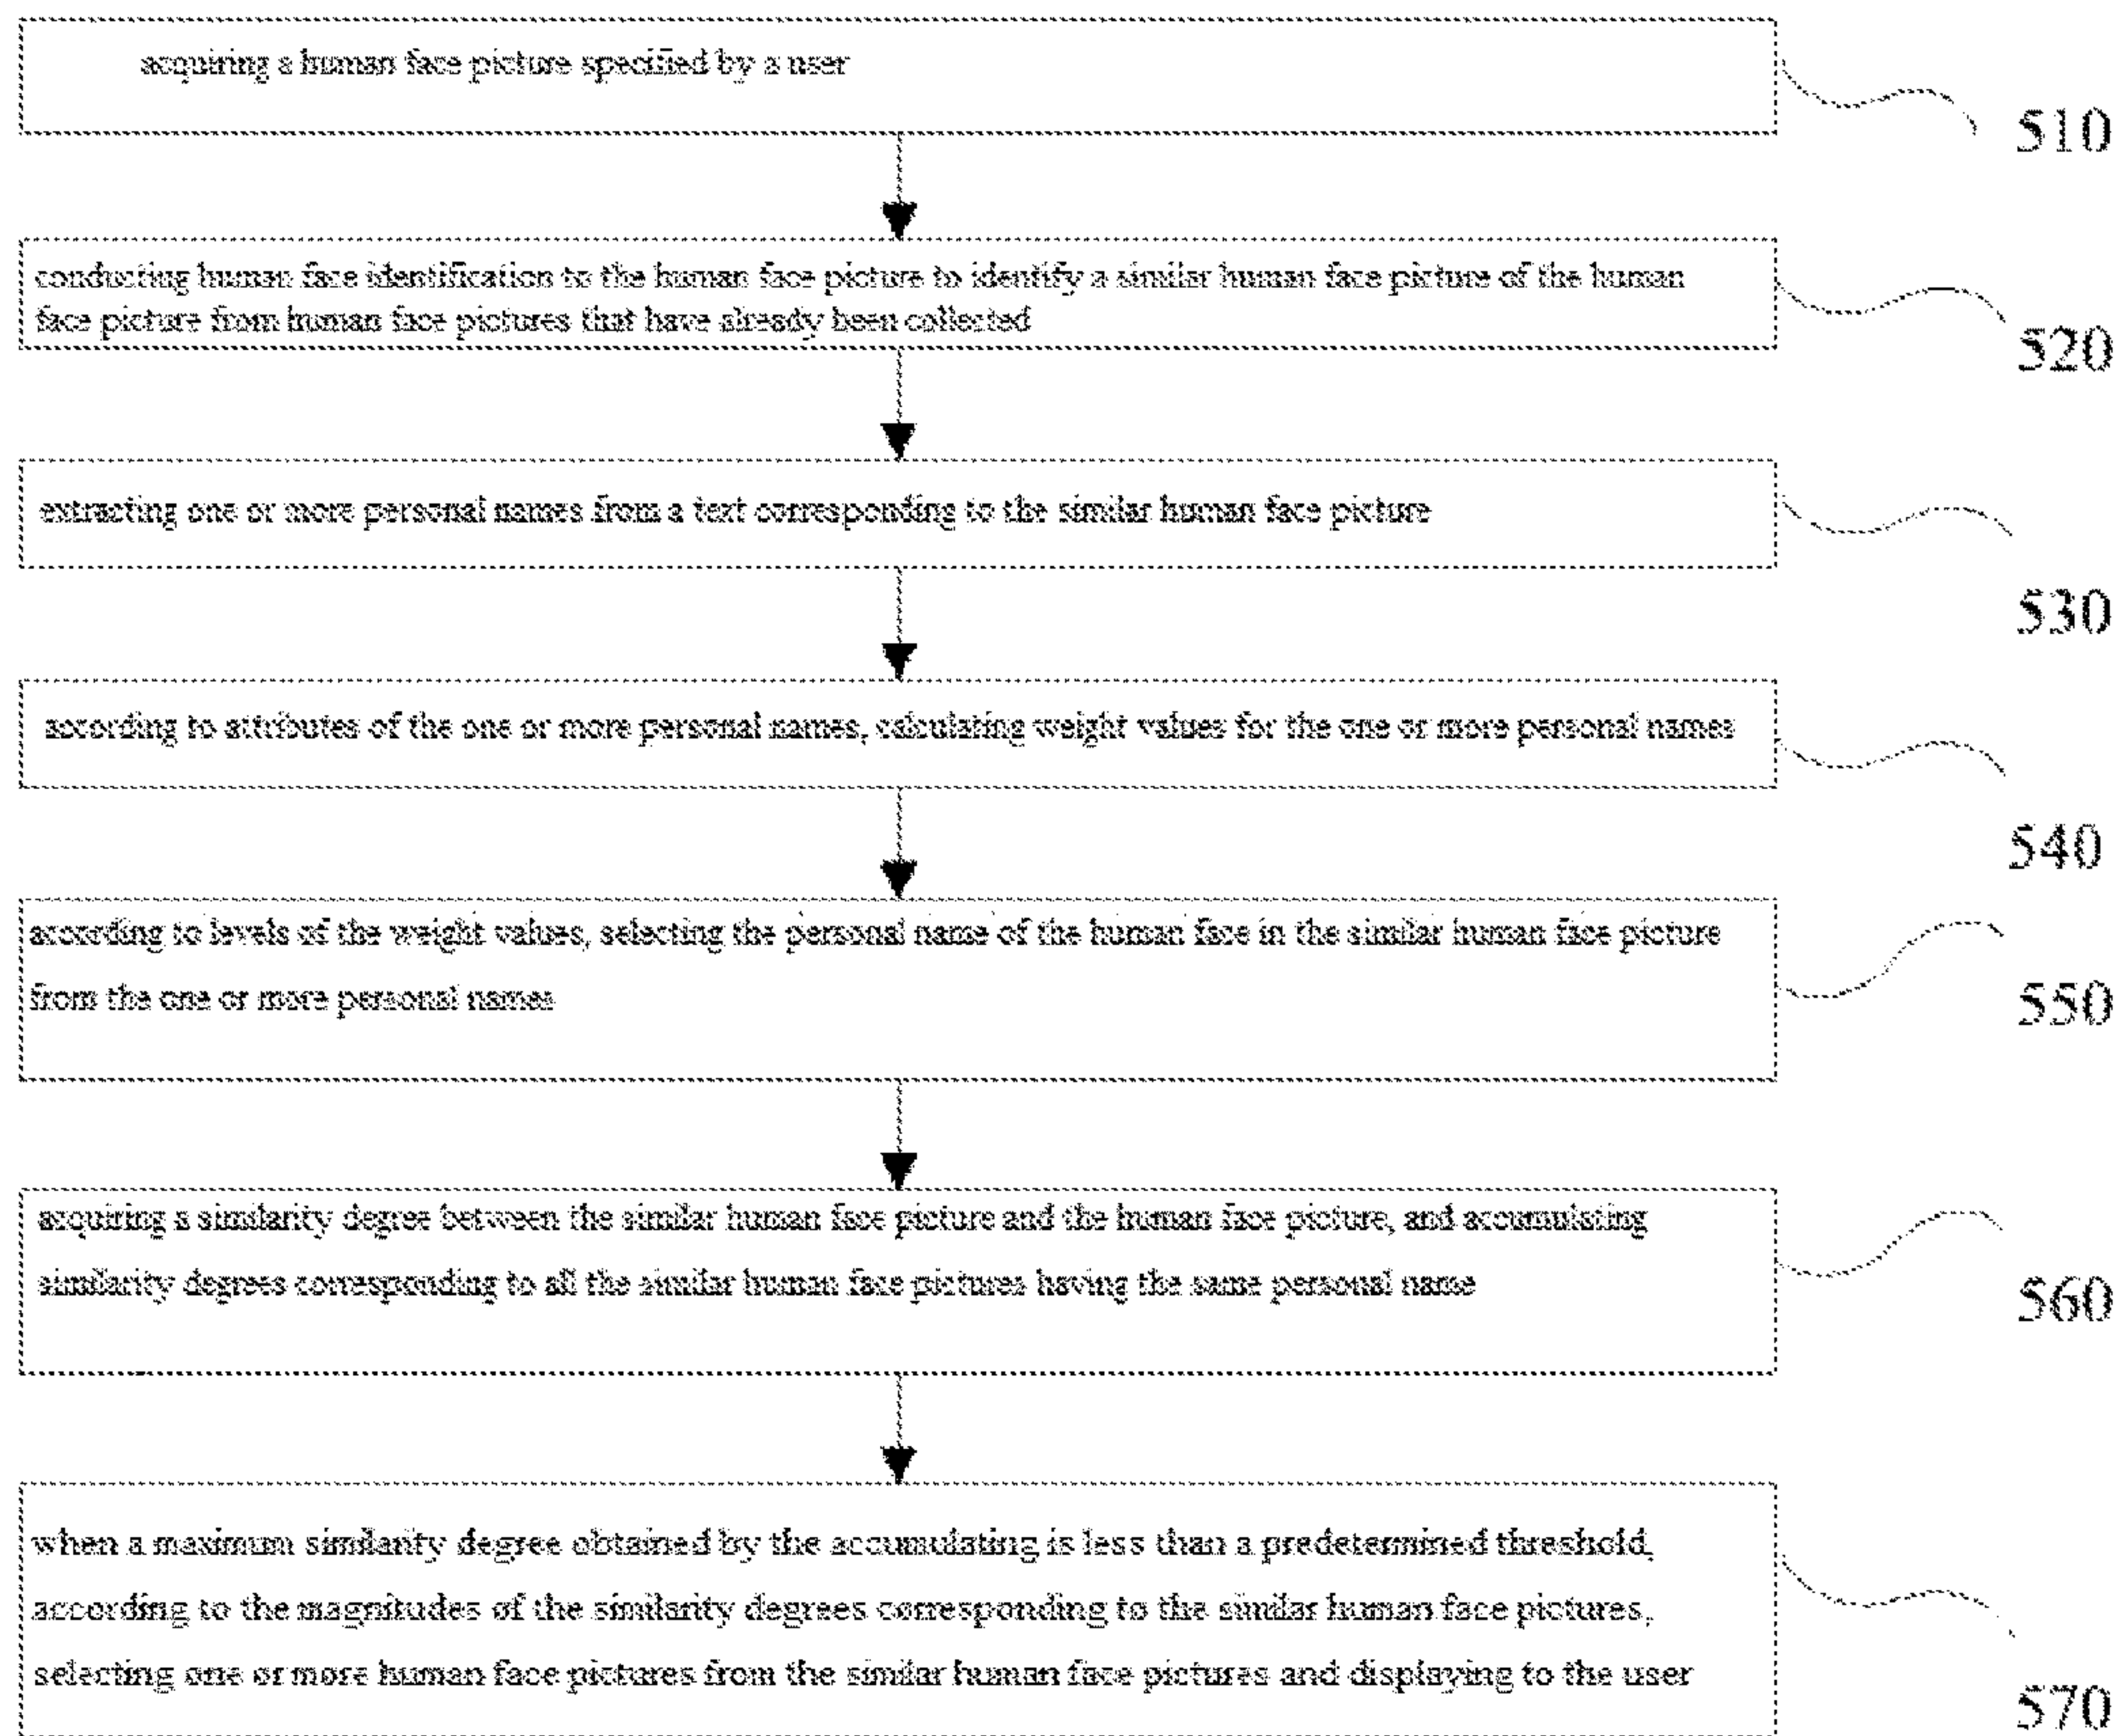 acquiring a human face picture specified by a user
510
conducting human face identification to the human face picture to identify a similar human face picture of the human
face picture from human face pictures that have already been collected
520
extracting one or more personal names from a text corresponding to the similar human face picture
530
according to attributes of the one or more personal names, calculating weight values for the one or more personal names
540
according to levels of the weight values, selecting the personal name of the human face in the similar human face picture
from the one or more personal names
550
acquiring a similarity degree between the similar human face picture and the human face picture, and accumulating
similarity degrees corresponding to all the similar human face pictures having the same personal name
560
when a maximum similarity degree obtained by the accumulating is less than a predetermined threshold,
according to the magnitudes of the similarity degrees corresponding to the similar human face pictures,
selecting one or more human face pictures from the similar human face pictures and displaying to the user
570